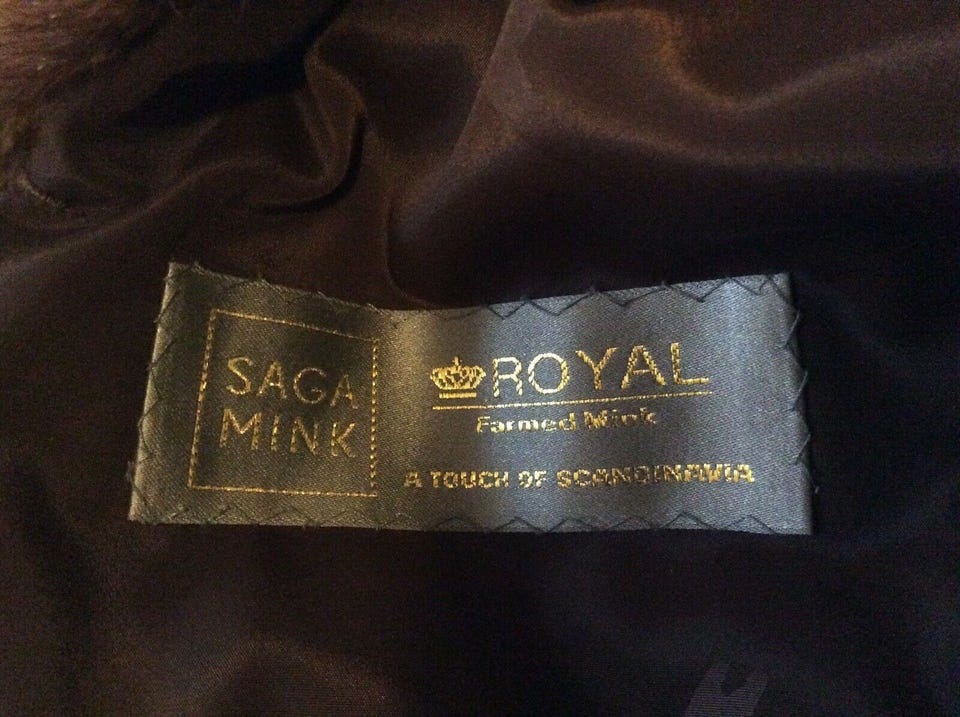 SAGA
MINK
ROYAL
Farmed Mink
A TOUCH OF SCANDINAVIA